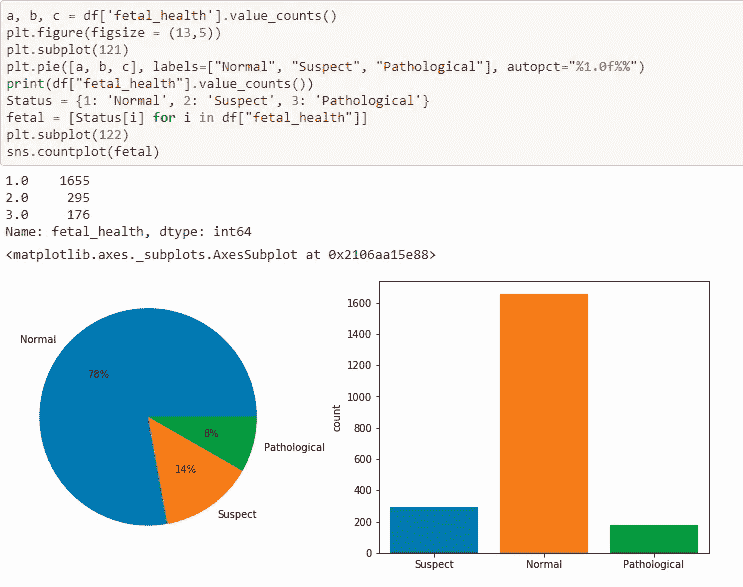 a, b, c = df['fetal_health'].value_counts()
plt.figure(figsize = (13,5))
plt.subplot(121)
plt.pie([a, b, c], labels=["Normal", "Suspect", "Pathological"], autopct="%1.0f%%")
print(df["fetal_health"].value_counts())
Status = {1: 'Normal', 2: 'Suspect', 3: 'Pathological'}
fetal = [Status[i] for i in df["fetal_health"]]
plt.subplot(122)
sns.countplot(fetal)
1.0    1655
2.0     295
3.0     176
Name: fetal_health, dtype: int64
<matplotlib.axes._subplots.AxesSubplot at 0x2106aa15e88>
Normal
78%
8%
Pathological
14%
Suspect
count
1600
1400
1200
1000
800
600
400
200
0
Suspect Normal Pathological